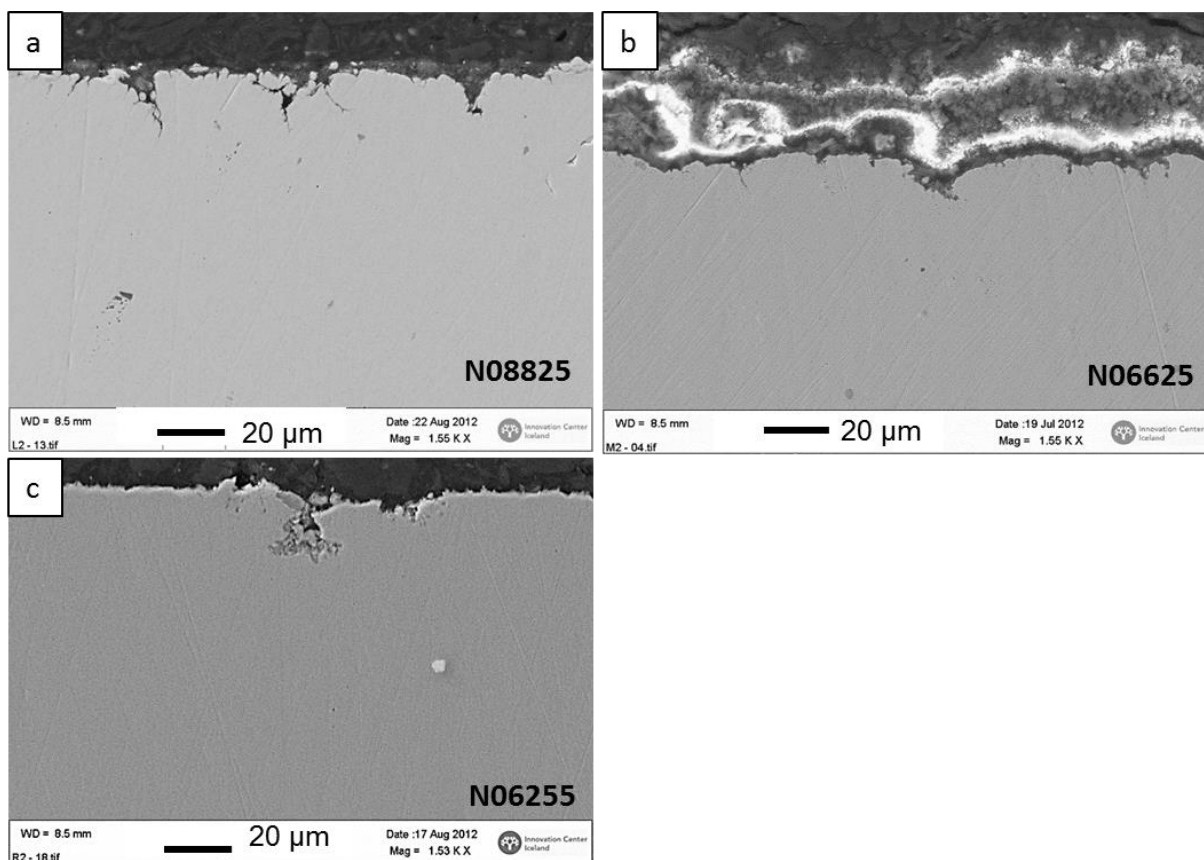 a
N08825
WD = 8.5 mm
20 µm
Date :22 Aug 2012
Mag = 1.55 K X
Innovation Center
Iceland
L2 - 13.tif
b
N06625
WD = 8.5 mm
20 µm
Date :19 Jul 2012
Mag = 1.55 K X
Innovation Center
Iceland
M2 - 04.tif
c
N06255
WD = 8.5 mm
20 µm
Date :17 Aug 2012
Mag = 1.53 K X
Innovation Center
Iceland
R2 - 18.tif